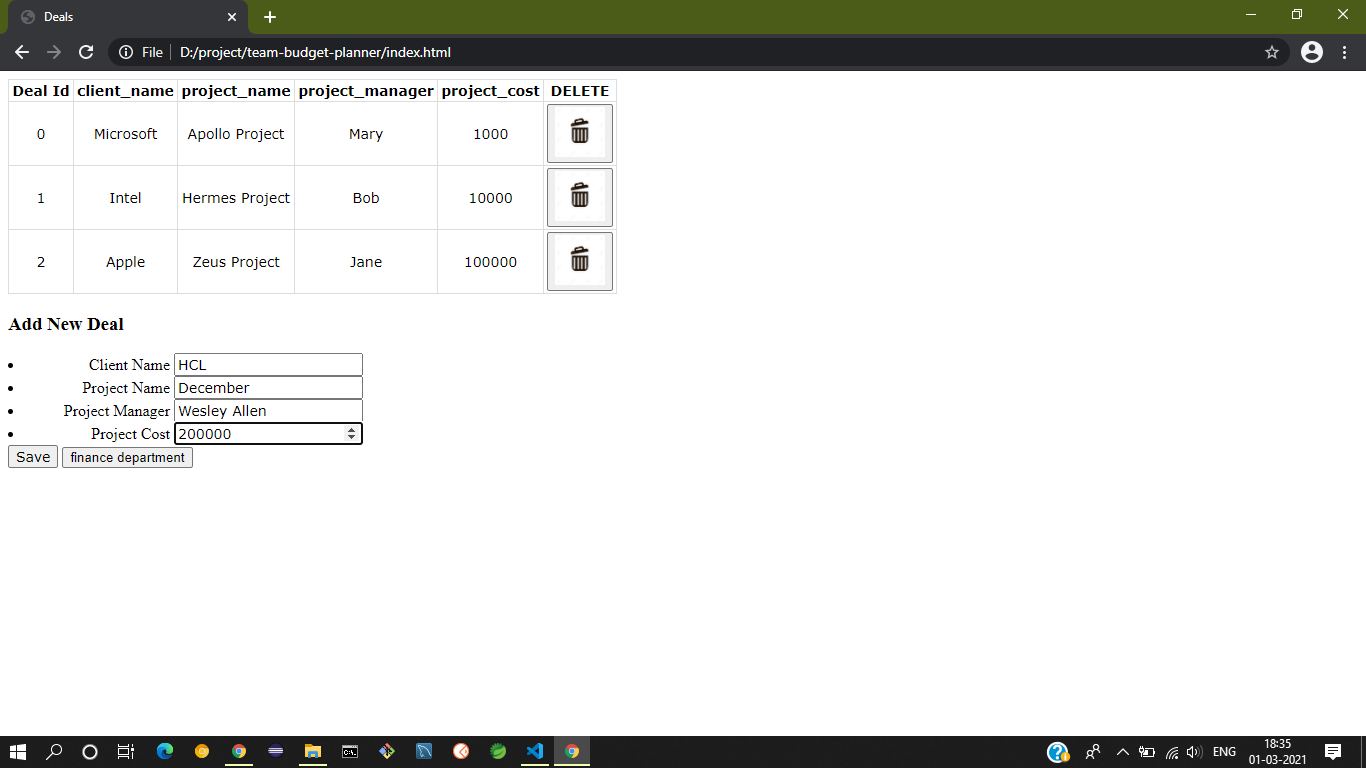 Deals
File D:/project/team-budget-planner/index.html
Deal Id client_name project_name project_manager project_cost DELETE
0 Microsoft Apollo Project Mary 1000
1 Intel Hermes Project Bob 10000
2 Apple Zeus Project Jane 100000
Add New Deal
Client Name HCL
Project Name December
Project Manager Wesley Allen
Project Cost 200000
Save finance department
ENG 18:35
01-03-2021